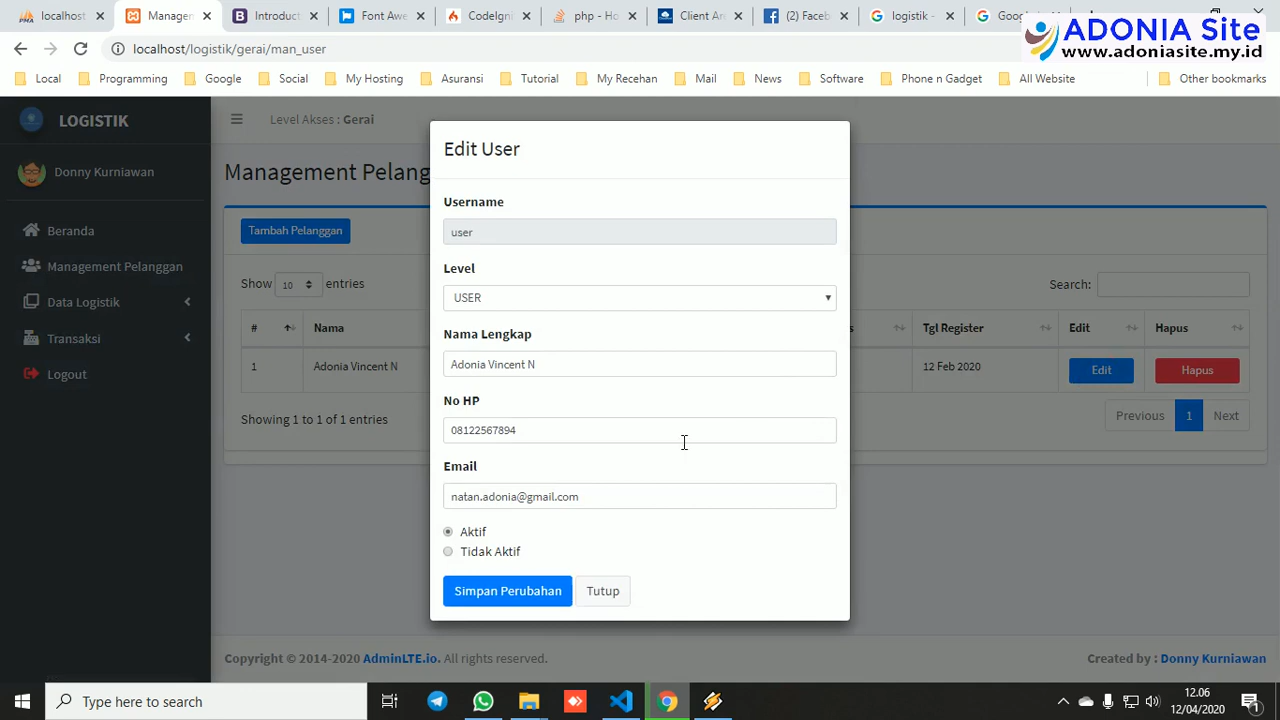 localhost
Managem
Introduct
Font Awe
CodeIgni
php - Ho
Client Ar
(2) Faceb
logistik -
ADONIA Site
www.adoniasite.my.id
localhost/logistik/gerai/man_user
Local
Programming
Google
Social
My Hosting
Asuransi
Tutorial
My Recehan
Mail
News
Software
Phone n Gadget
All Website
Other bookmarks
LOGISTIK
Level Akses : Gerai
Donny Kurniawan
Management Pelang
Beranda
Management Pelanggan
Data Logistik
Transaksi
Logout
Tambah Pelanggan
Show 10 entries
Search:
# Nama
Tgl Register Edit Hapus
1 Adonia Vincent N
12 Feb 2020 Edit Hapus
Showing 1 to 1 of 1 entries
Previous 1 Next
Edit User
Username
user
Level
USER
Nama Lengkap
Adonia Vincent N
No HP
08122567894
Email
natan.adonia@gmail.com
Aktif
Tidak Aktif
Simpan Perubahan Tutup
Copyright © 2014-2020 AdminLTE.io. All rights reserved.
Created by : Donny Kurniawan
Type here to search
12.06
12/04/2020
1